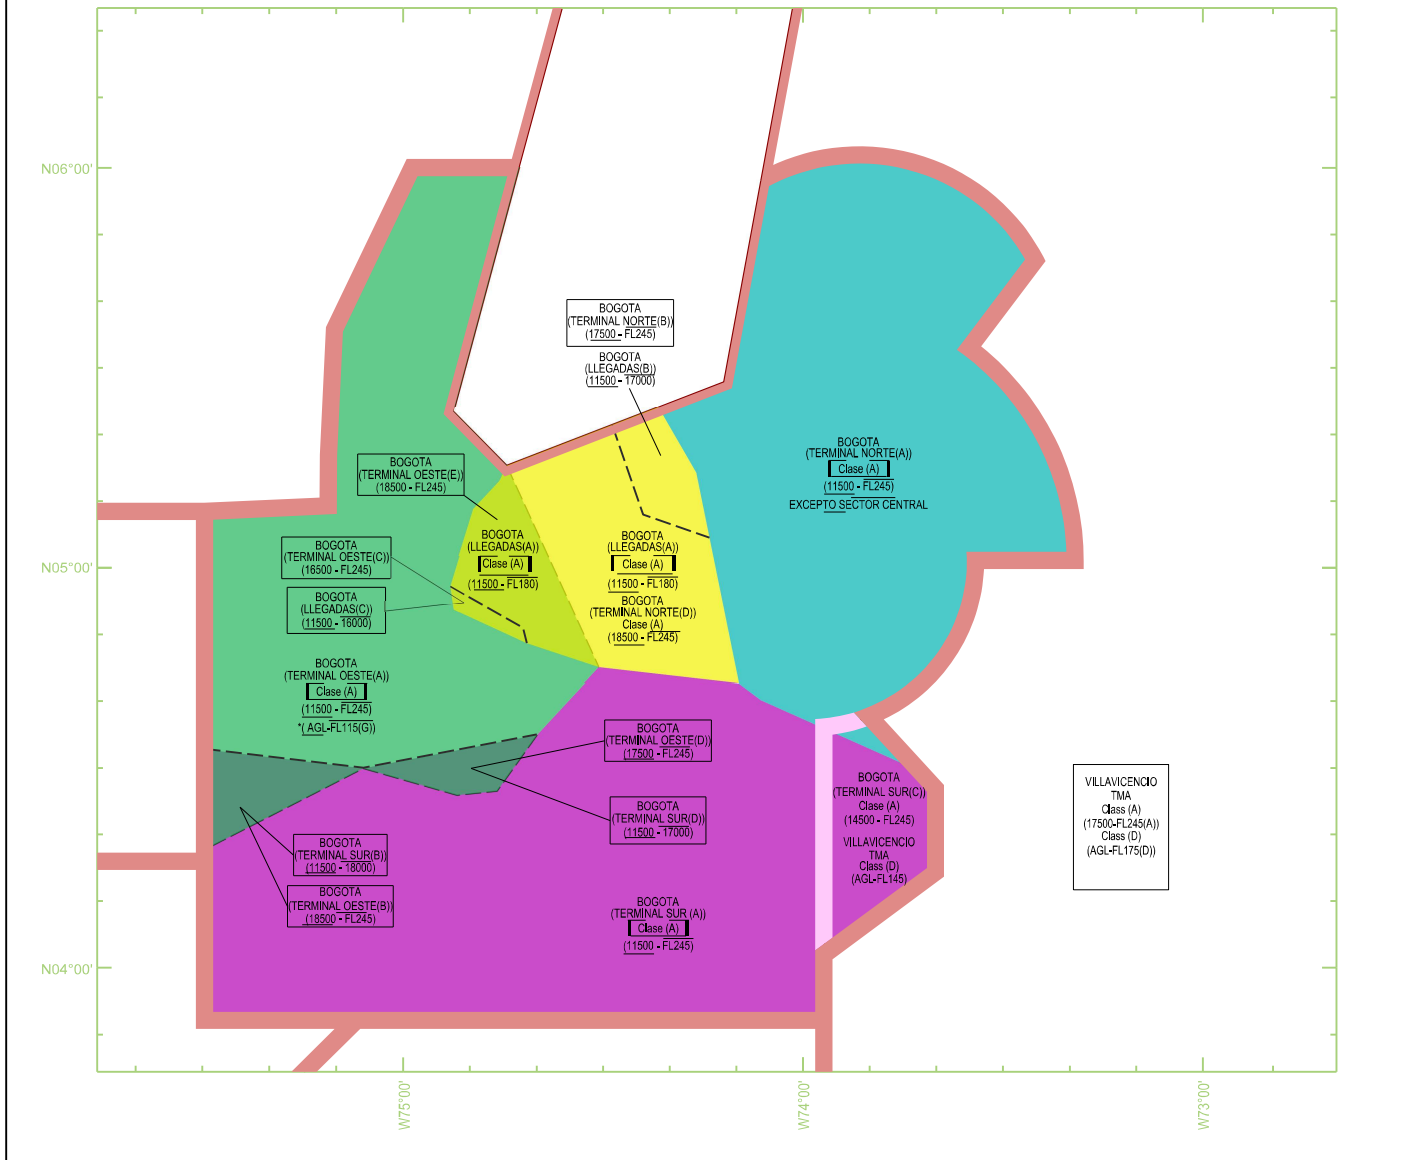 N06°00'
BOGOTA
(TERMINAL NORTE(B))
(17500 - FL245)
BOGOTA
(LLEGADAS(B))
(11500 - 17000)
BOGOTA
(TERMINAL NORTE(A))
Clase (A)
(11500 - FL245)
EXCEPTO SECTOR CENTRAL
BOGOTA
(TERMINAL OESTE(E))
(18500 - FL245)
BOGOTA
(LLEGADAS(A))
Clase (A)
(11500 - FL180)
BOGOTA
(LLEGADAS(A))
Clase (A)
(11500 - FL180)
BOGOTA
(TERMINAL NORTE(D))
Clase (A)
(18500 - FL245)
BOGOTA
(TERMINAL OESTE(C))
(16500 - FL245)
N05°00'
BOGOTA
(LLEGADAS(C))
(11500 - 16000)
BOGOTA
(TERMINAL OESTE(A))
Clase (A)
(11500 - FL245)
*( AGL-FL115(G))
BOGOTA
(TERMINAL OESTE(D))
(17500 - FL245)
BOGOTA
(TERMINAL SUR(D))
(11500 - 17000)
BOGOTA
(TERMINAL SUR(C))
Clase (A)
(14500 - FL245)
VILLAVICENCIO
TMA
Class (D)
(AGL-FL145)
VILLAVICENCIO
TMA
Class (A)
(17500-FL245(A))
Class (D)
(AGL-FL175(D))
BOGOTA
(TERMINAL SUR(B))
(11500 - 18000)
BOGOTA
(TERMINAL OESTE(B))
(18500 - FL245)
BOGOTA
(TERMINAL SUR (A))
Clase (A)
(11500 - FL245)
N04°00'
W75°00'
W74°00'
W73°00'